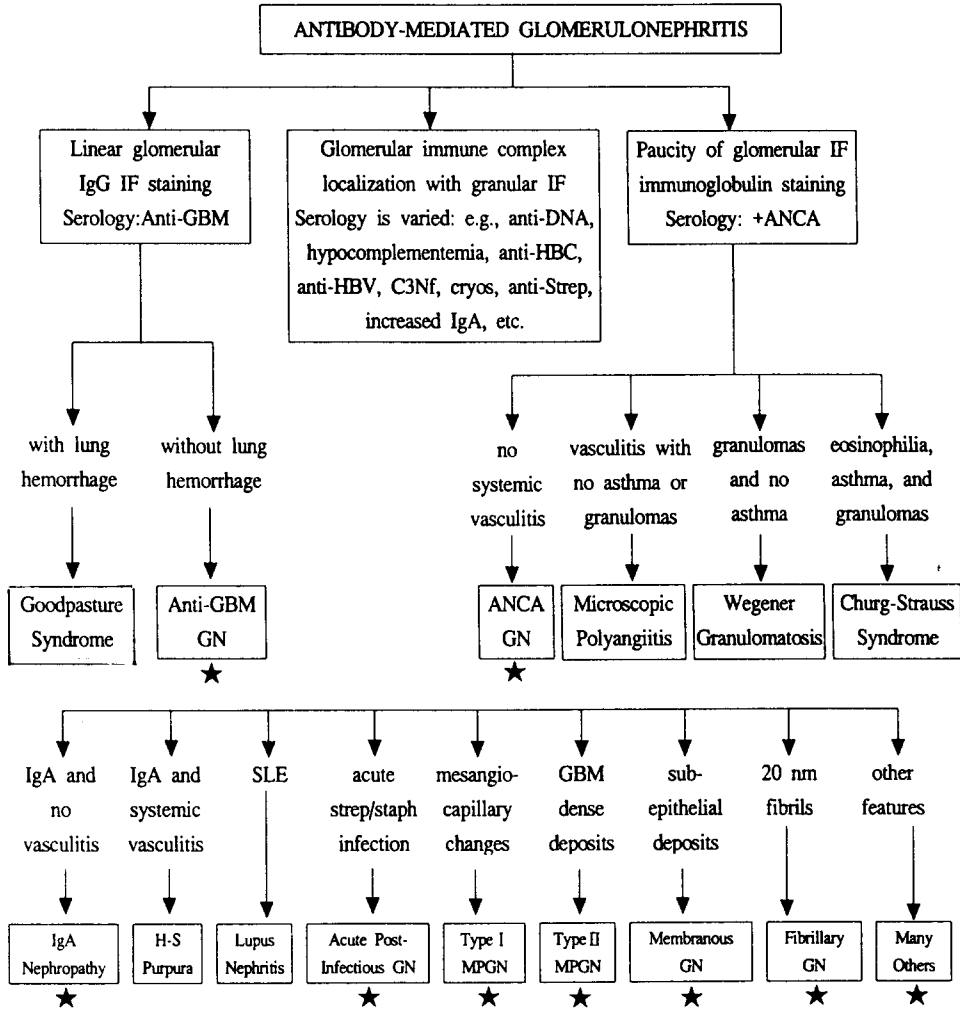 ANTIBODY-MEDIATED GLOMERULONEPHRITIS
Linear glomerular
IgG IF staining
Serology:Anti-GBM
Glomerular immune complex
localization with granular IF
Serology is varied: e.g., anti-DNA,
hypocomplementemia, anti-HBC,
anti-HBV, C3Nf, cryos, anti-Strep,
increased IgA, etc.
Paucity of glomerular IF
immunoglobulin staining
Serology: +ANCA
with lung
hemorrhage
without lung
hemorrhage
no
systemic
vasculitis
vasculitis with
no asthma or
granulomas
granulomas
and no
asthma
eosinophilia,
asthma, and
granulomas
Goodpasture
Syndrome
Anti-GBM
GN
ANCA
GN
Microscopic
Polyangiitis
Wegener
Granulomatosis
Churg-Strauss
Syndrome
IgA and
no
vasculitis
IgA and
systemic
vasculitis
SLE
acute
strep/staph
infection
mesangio-
capillary
changes
GBM
dense
deposits
sub-
epithelial
deposits
20 nm
fibrils
other
features
IgA
Nephropathy
H-S
Purpura
Lupus
Nephritis
Acute Post-
Infectious GN
Type I
MPGN
Type II
MPGN
Membranous
GN
Fibrillary
GN
Many
Others